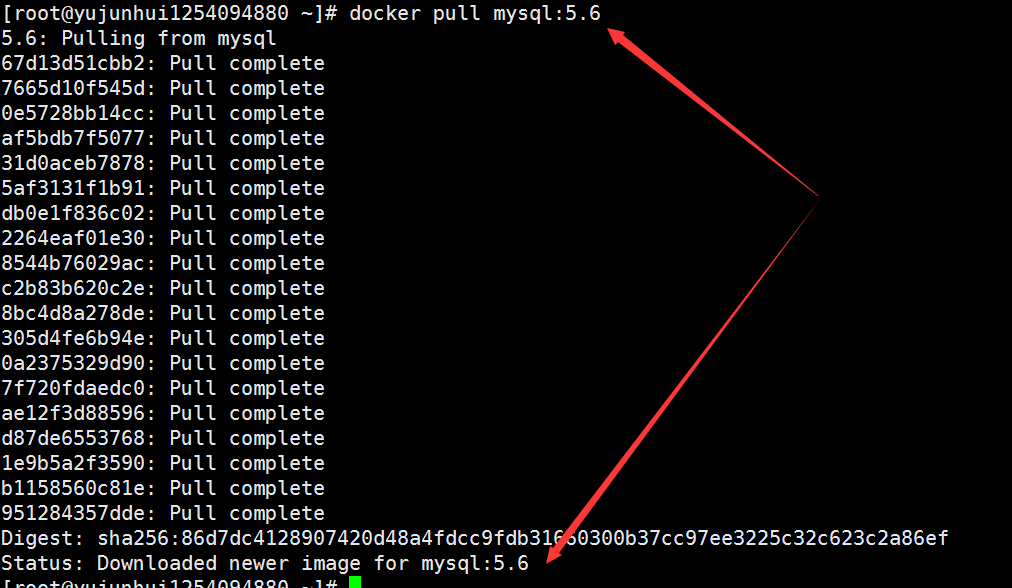 [root@yujunhui1254094880 ~]# docker pull mysql:5.6
5.6: Pulling from mysql
67d13d51cbb2: Pull complete
7665d10f545d: Pull complete
0e5728bb14cc: Pull complete
af5bdb7f5077: Pull complete
31d0aceb7878: Pull complete
5af3131f1b91: Pull complete
db0e1f836c02: Pull complete
2264eaf01e30: Pull complete
8544b76029ac: Pull complete
c2b83b620c2e: Pull complete
8bc4d8a278de: Pull complete
305d4fe6b94e: Pull complete
0a2375329d90: Pull complete
7f720fdaedc0: Pull complete
ae12f3d88596: Pull complete
d87de6553768: Pull complete
1e9b5a2f3590: Pull complete
b1158560c81e: Pull complete
951284357dde: Pull complete
Digest: sha256:86d7dc4128907420d48a4fdcc9fdb31660300b37cc97ee3225c32c623c2a86ef
Status: Downloaded newer image for mysql:5.6
[root@yujunhui1254094880 ~]#